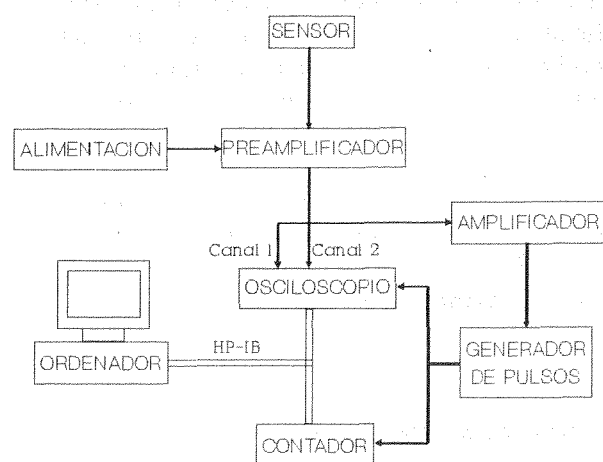 SENSOR
ALIMENTACION
PREAMPLIFICADOR
AMPLIFICADOR
Canal 1
Canal 2
OSCILOSCOPIO
HP-IB
ORDENADOR
GENERADOR
DE PULSOS
CONTADOR